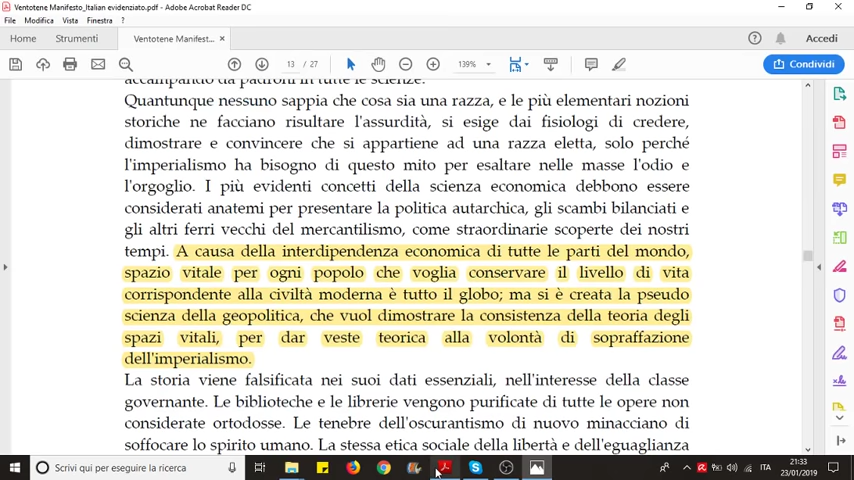 Ventotene Manifesto_Italian evidenziato.pdf - Adobe Acrobat Reader DC
File Modifica Vista Finestra ?
Home Strumenti Ventotene Manifest... × Accedi
13 / 27 139% Condividi
accampando da padroni in tutte le scienze.
Quantunque nessuno sappia che cosa sia una razza, e le più elementari nozioni
storiche ne facciano risultare l'assurdità, si esige dai fisiologi di credere,
dimostrare e convincere che si appartiene ad una razza eletta, solo perché
l'imperialismo ha bisogno di questo mito per esaltare nelle masse l'odio e
l'orgoglio. I più evidenti concetti della scienza economica debbono essere
considerati anatemi per presentare la politica autarchica, gli scambi bilanciati e
gli altri ferri vecchi del mercantilismo, come straordinarie scoperte dei nostri
tempi. A causa della interdipendenza economica di tutte le parti del mondo,
spazio vitale per ogni popolo che voglia conservare il livello di vita
corrispondente alla civiltà moderna è tutto il globo; ma si è creata la pseudo
scienza della geopolitica, che vuol dimostrare la consistenza della teoria degli
spazi vitali, per dar veste teorica alla volontà di sopraffazione
dell'imperialismo.
La storia viene falsificata nei suoi dati essenziali, nell'interesse della classe
governante. Le biblioteche e le librerie vengono purificate di tutte le opere non
considerate ortodosse. Le tenebre dell'oscurantismo di nuovo minacciano di
soffocare lo spirito umano. La stessa etica sociale della libertà e dell'eguaglianza
Scrivi qui per eseguire la ricerca
ITA
21:33
23/01/2019